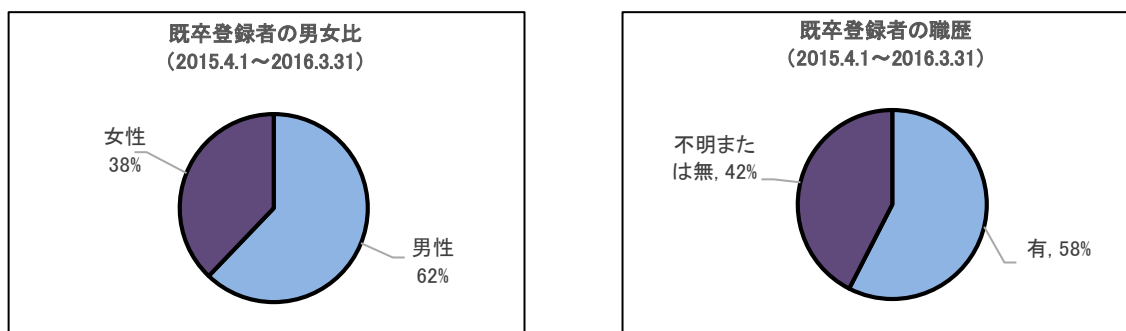 既卒登録者の男女比
（2015.4.1～2016.3.31）
女性
38%
男性
62%
既卒登録者の職歴
（2015.4.1～2016.3.31）
不明また
は無, 42%
有, 58%